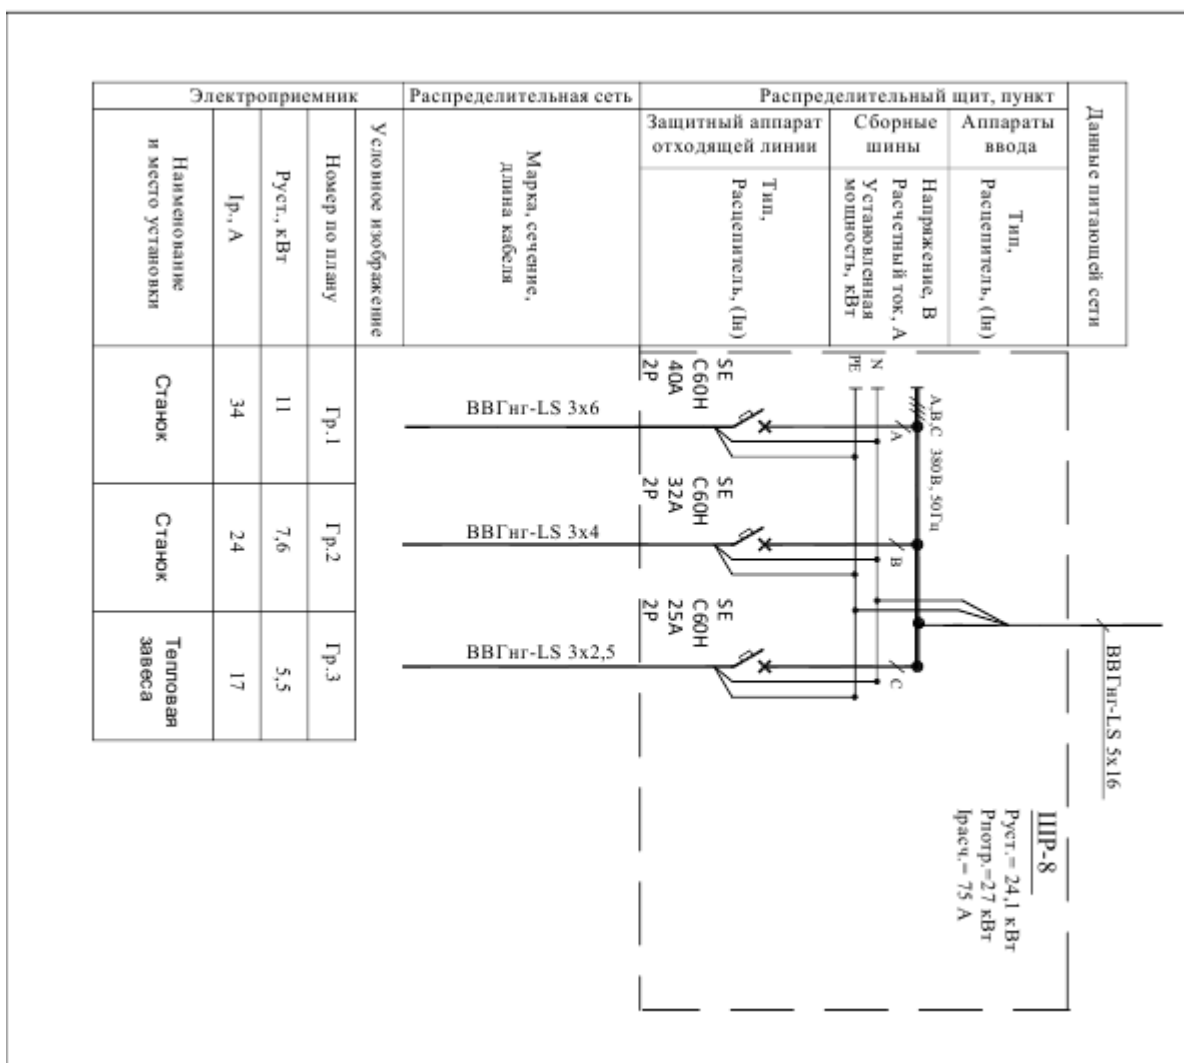 Данные питающей сети
Распределительный щит, пункт
Аппараты
ввода
Тип,
Расцепитель, (Iн)
Сборные
шины
Напряжение, В
Расчетный ток, А
Установленная
мощность, кВт
Защитный аппарат
отходящей линии
Тип,
Расцепитель, (Iн)
Распределительная сеть
Марка, сечение,
длина кабеля
Электроприемник
Условное изображение
Номер по плану
Руст., кВт
Iр., А
Наименование
и место установки
ВВГнг-LS 5х16
ШР-8
Руст.= 24,1 кВт
Рпотр.=27 кВт
Iрасч.= 75 А
А,В,С 380В, 50Гц
N
PE
A
B
C
SE
C60H
40A
2P
SE
C60H
32A
2P
SE
C60H
25A
2P
ВВГнг-LS 3х6
ВВГнг-LS 3х4
ВВГнг-LS 3х2,5
Гр.1
Гр.2
Гр.3
11
7,6
5,5
34
24
17
Станок
Станок
Тепловая
завеса